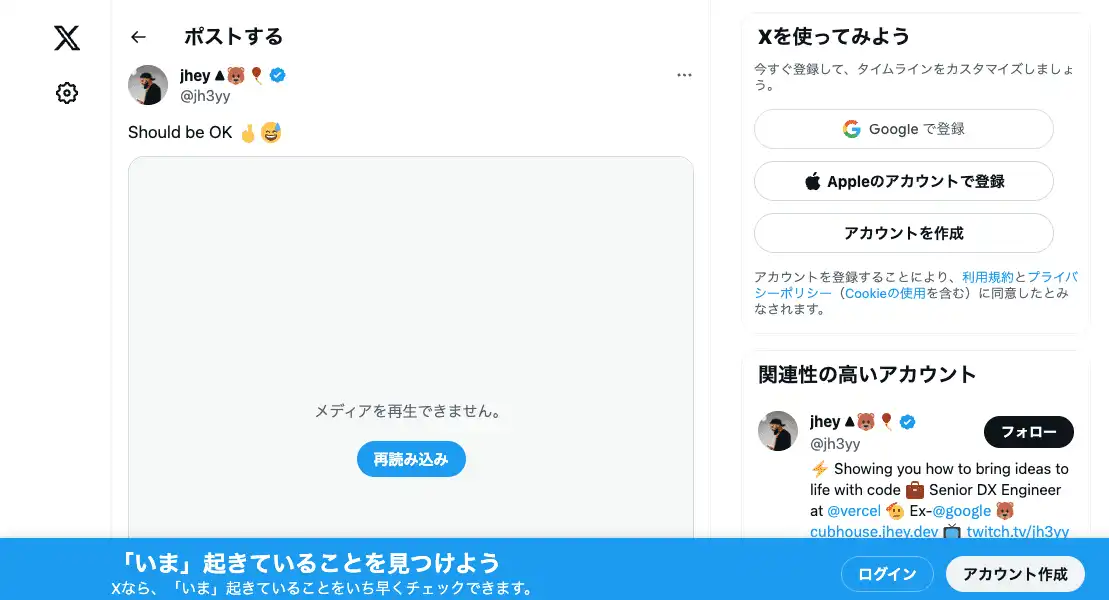 ポストする
jhey ▲🐻🎈
@jh3yy
Should be OK 🤞😅
メディアを再生できません。
再読み込み
Xを使ってみよう
今すぐ登録して、タイムラインをカスタマイズしましょ
う。
Google で登録
Appleのアカウントで登録
アカウントを作成
アカウントを登録することにより、利用規約とプライバ
シーポリシー（Cookieの使用を含む）に同意したとみ
なされます。
関連性の高いアカウント
jhey ▲🐻🎈
@jh3yy
フォロー
⚡ Showing you how to bring ideas to
life with code 💼 Senior DX Engineer
at @vercel 🫡 Ex-@google 🐻
cubhouse.jhey.dev 📺 twitch.tv/jh3yy
「いま」起きていることを見つけよう
Xなら、「いま」起きていることをいち早くチェックできます。
ログイン
アカウント作成